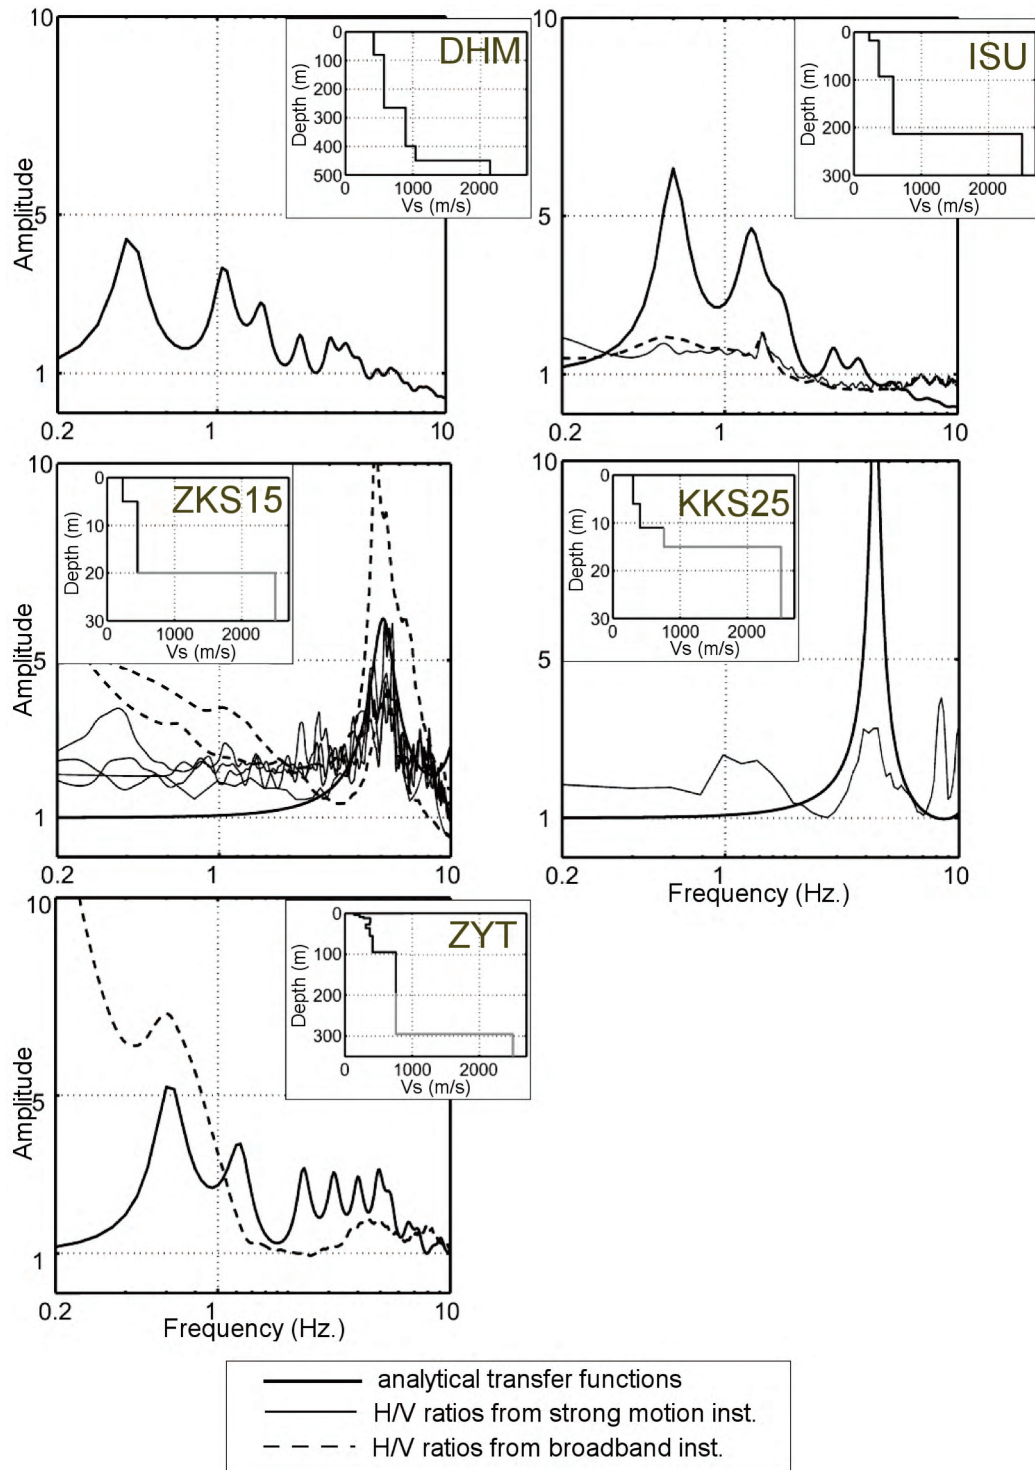 10
DHM
0
100
200
300
400
500
Depth (m)
0 1000 2000
Vs (m/s)
Amplitude
5
1
0.2 1 10
10
ISU
0
100
200
300
Depth (m)
0 1000 2000
Vs (m/s)
5
1
0.2 1 10
10
ZKS15
0
10
20
30
Depth (m)
0 1000 2000
Vs (m/s)
Amplitude
5
1
0.2 1 10
10
KKS25
0
10
20
30
Depth (m)
0 1000 2000
Vs (m/s)
5
1
0.2 1 10
Frequency (Hz.)
10
ZYT
0
100
200
300
Depth (m)
0 1000 2000
Vs (m/s)
Amplitude
5
1
0.2 1 10
Frequency (Hz.)
analytical transfer functions
H/V ratios from strong motion inst.
H/V ratios from broadband inst.